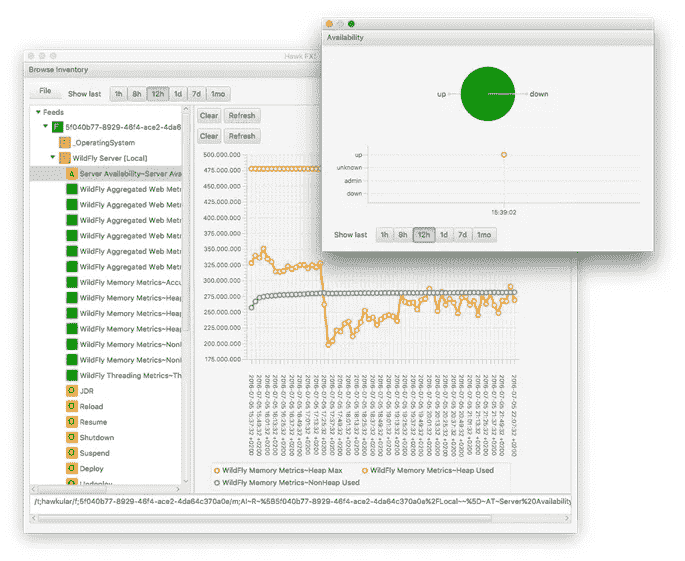 Hawk FX:
Browse Inventory
File
Show last
1h 8h 12h 1d 7d 1mo
Feeds
5f040b77-8929-46f4-ace2-4da6
_OperatingSystem
WildFly Server [Local]
Server Availability~Server Ava
WildFly Aggregated Web Metr
WildFly Aggregated Web Metr
WildFly Aggregated Web Metr
WildFly Aggregated Web Metr
WildFly Aggregated Web Metr
WildFly Aggregated Web Metr
WildFly Memory Metrics~Accu
WildFly Memory Metrics~Heap
WildFly Memory Metrics~Heap
WildFly Memory Metrics~Heap
WildFly Memory Metrics~NonH
WildFly Memory Metrics~NonH
WildFly Threading Metrics~Th
JDR
Reload
Resume
Shutdown
Suspend
Deploy
Undeploy
Clear Refresh
Clear Refresh
500.000.000
475.000.000
450.000.000
425.000.000
400.000.000
375.000.000
350.000.000
325.000.000
300.000.000
275.000.000
250.000.000
225.000.000
200.000.000
175.000.000
WildFly Memory Metrics~Heap Max
WildFly Memory Metrics~Heap Used
WildFly Memory Metrics~NonHeap Used
/t;hawkular/f;5f040b77-8929-46f4-ace2-4da64c370a0a/m;AI~R~%5B5f040b77-8929-46f4-ace2-4da64c370a0a%2FLocal~~%5D~AT~Server%20Availability
Availability
up
down
up
unknown
admin
down
15:39:02
Show last
1h 8h 12h 1d 7d 1mo